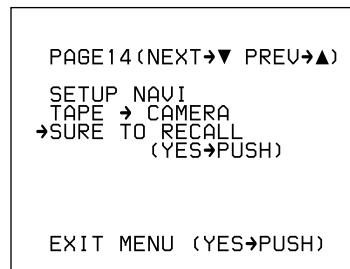 PAGE14(NEXT→▼ PREV→▲)
SETUP NAVI
TAPE → CAMERA
→SURE TO RECALL
(YES→PUSH)
EXIT MENU (YES→PUSH)